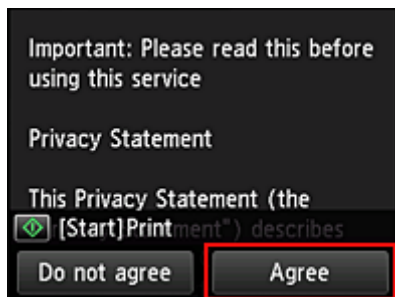 Important: Please read this before
using this service
Privacy Statement
This Privacy Statement (the
[Start]Print ment") describes
Do not agree
Agree